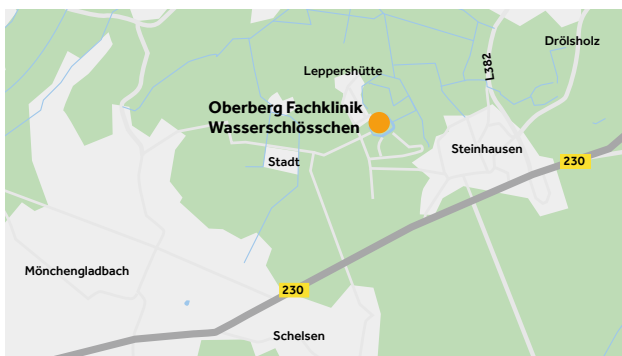 Drölsholz
L382
Leppershütte
Oberberg Fachklinik
Wasserschlösschen
Steinhausen
230
Stadt
Mönchengladbach
230
Schelsen